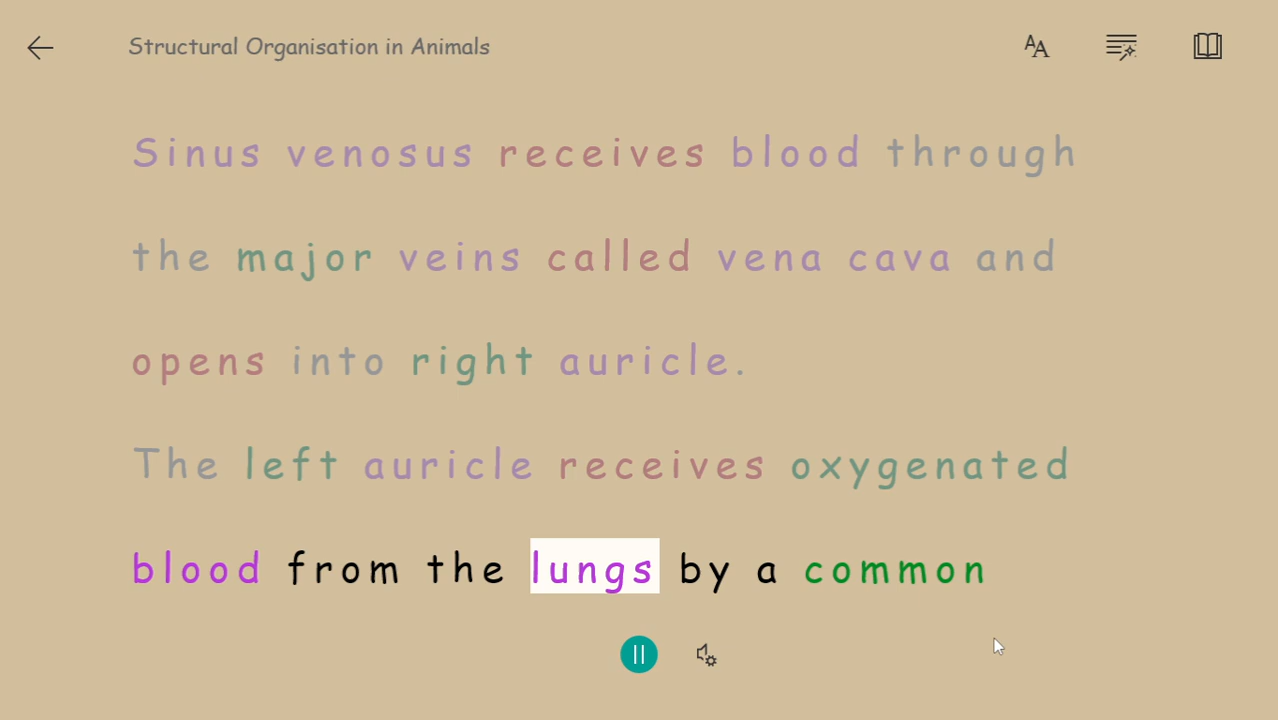 Structural Organisation in Animals
Sinus venosus receives blood through
the major veins called vena cava and
opens into right auricle.
The left auricle receives oxygenated
blood from the lungs by a common